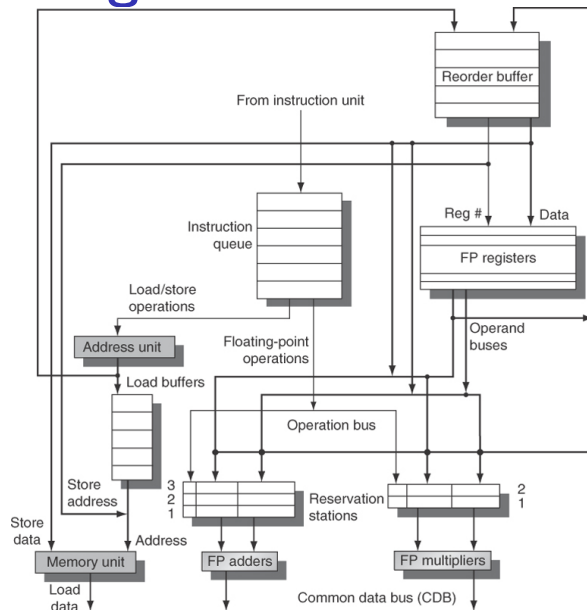 Reorder buffer
From instruction unit
Reg #
Data
Instruction
queue
FP registers
Load/store
operations
Operand
buses
Address unit
Floating-point
operations
Load buffers
Operation bus
Store
address
3
2
1
Reservation
stations
2
1
Store
data
Address
Memory unit
FP adders
FP multipliers
Load
data
Common data bus (CDB)